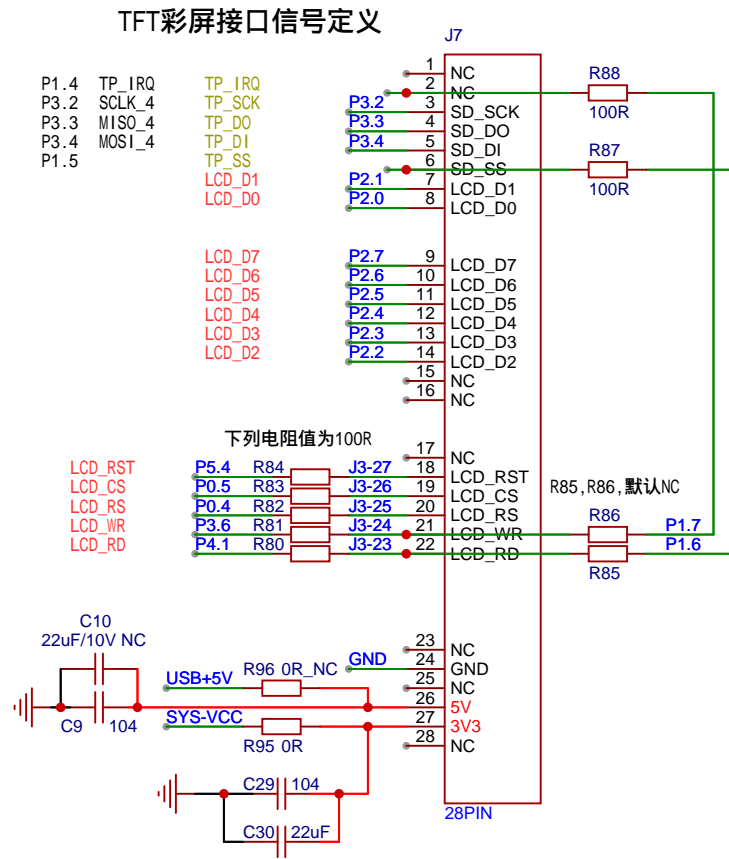 TFT彩屏接口信号定义
J7
P1.4 TP_IRQ TP_IRQ
P3.2 SCLK_4 TP_SCK
P3.3 MISO_4 TP_DO
P3.4 MOSI_4 TP_DI
P1.5 TP_SS
LCD_D1
LCD_D0
1 NC
2 NC
P3.2 3 SD_SCK
P3.3 4 SD_DO
P3.4 5 SD_DI
6 SD_SS
P2.1 7 LCD_D1
P2.0 8 LCD_D0
R88
100R
R87
100R
LCD_D7 P2.7 9 LCD_D7
LCD_D6 P2.6 10 LCD_D6
LCD_D5 P2.5 11 LCD_D5
LCD_D4 P2.4 12 LCD_D4
LCD_D3 P2.3 13 LCD_D3
LCD_D2 P2.2 14 LCD_D2
15 NC
16 NC
下列电阻值为100R
17 NC
LCD_RST P5.4 R84 J3-27 18 LCD_RST
LCD_CS P0.5 R83 J3-26 19 LCD_CS
LCD_RS P0.4 R82 J3-25 20 LCD_RS
LCD_WR P3.6 R81 J3-24 21 LCD_WR
LCD_RD P4.1 R80 J3-23 22 LCD_RD
R85,R86,默认NC
R86 P1.7
P1.6
R85
C10
22uF/10V NC
C9 104
USB+5V R96 0R_NC
SYS-VCC
R95 0R
23 NC
GND 24 GND
25 NC
26 5V
27 3V3
28 NC
C29 104
C30 22uF
28PIN